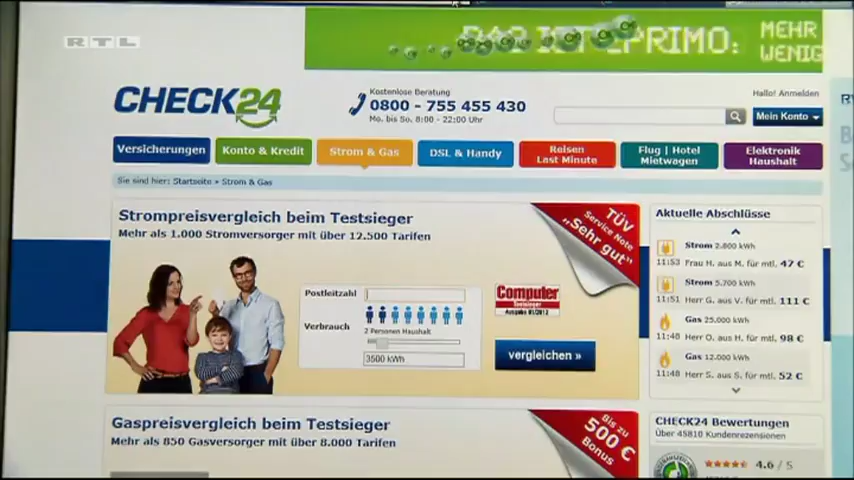 RTL
PRIMO:
MEHR
WENIG
CHECK24
Kostenlose Beratung
0800 - 755 455 430
Mo. bis So. 8:00 - 22:00 Uhr
Hallo! Anmelden
Mein Konto
Versicherungen
Konto & Kredit
Strom & Gas
DSL & Handy
Reisen
Last Minute
Flug | Hotel
Mietwagen
Elektronik
Haushalt
Sie sind hier: Startseite » Strom & Gas
Strompreisvergleich beim Testsieger
Mehr als 1.000 Stromversorger mit über 12.500 Tarifen
TÜV
Service Note
„Sehr gut"
Postleitzahl
Verbrauch
2 Personen Haushalt
3500 kWh
Computer
Testsieger
Ausgabe 01/2012
vergleichen »
Aktuelle Abschlüsse
Strom 2.800 kWh
11:53 Frau H. aus M. für mtl. 47 €
Strom 5.700 kWh
11:51 Herr G. aus V. für mtl. 111 €
Gas 25.000 kWh
11:48 Herr O. aus H. für mtl. 98 €
Gas 12.000 kWh
11:48 Herr S. aus S. für mtl. 52 €
Gaspreisvergleich beim Testsieger
Mehr als 850 Gasversorger mit über 8.000 Tarifen
Bis zu
500 €
Bonus
CHECK24 Bewertungen
Über 45810 Kundenrezensionen
4.6 / 5